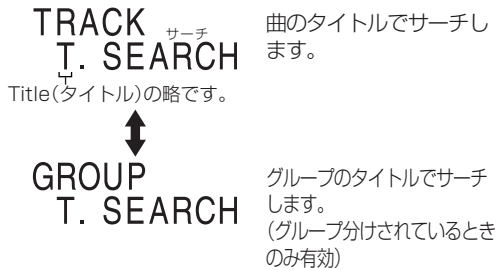 TRACK
サーチ
T. SEARCH
Title(タイトル)の略です。
曲のタイトルでサーチし
ます。
GROUP
T. SEARCH
グループのタイトルでサーチ
します。
(グループ分けされているとき
のみ有効)